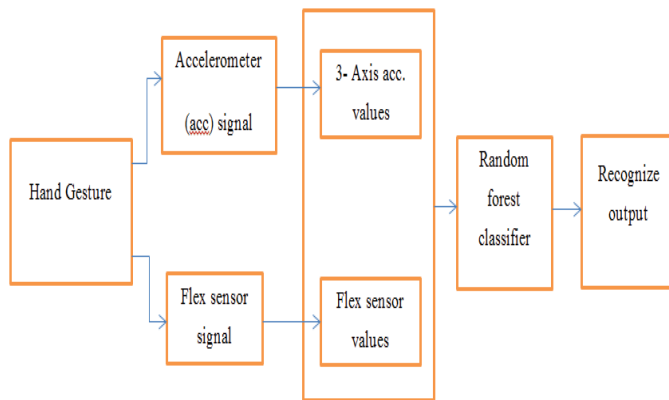 Accelerometer
(acc) signal
3- Axis acc.
values
Hand Gesture
Random
forest
classifier
Recognize
output
Flex sensor
signal
Flex sensor
values